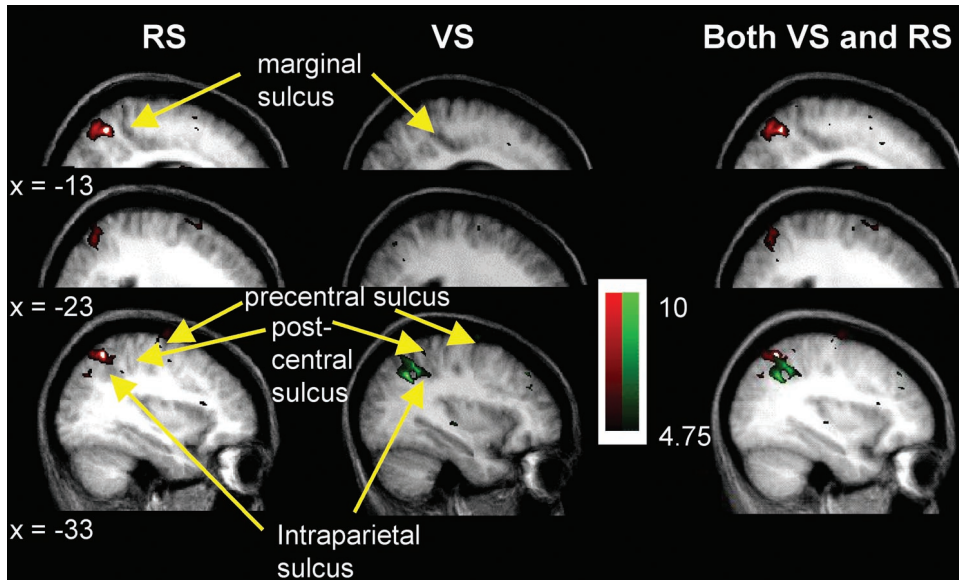 RS
VS
Both VS and RS
marginal
sulcus
x = -13
x = -23
precentral sulcus
post-
central
sulcus
10
4.75
x = -33
Intraparietal
sulcus